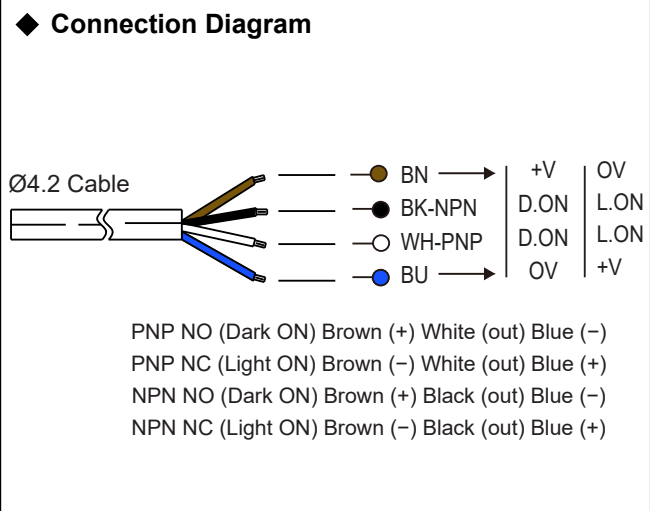 ◆ Connection Diagram
Ø4.2 Cable
BN +V OV
BK-NPN D.ON L.ON
WH-PNP D.ON L.ON
BU OV +V
PNP NO (Dark ON) Brown (+) White (out) Blue (−)
PNP NC (Light ON) Brown (−) White (out) Blue (+)
NPN NO (Dark ON) Brown (+) Black (out) Blue (−)
NPN NC (Light ON) Brown (−) Black (out) Blue (+)